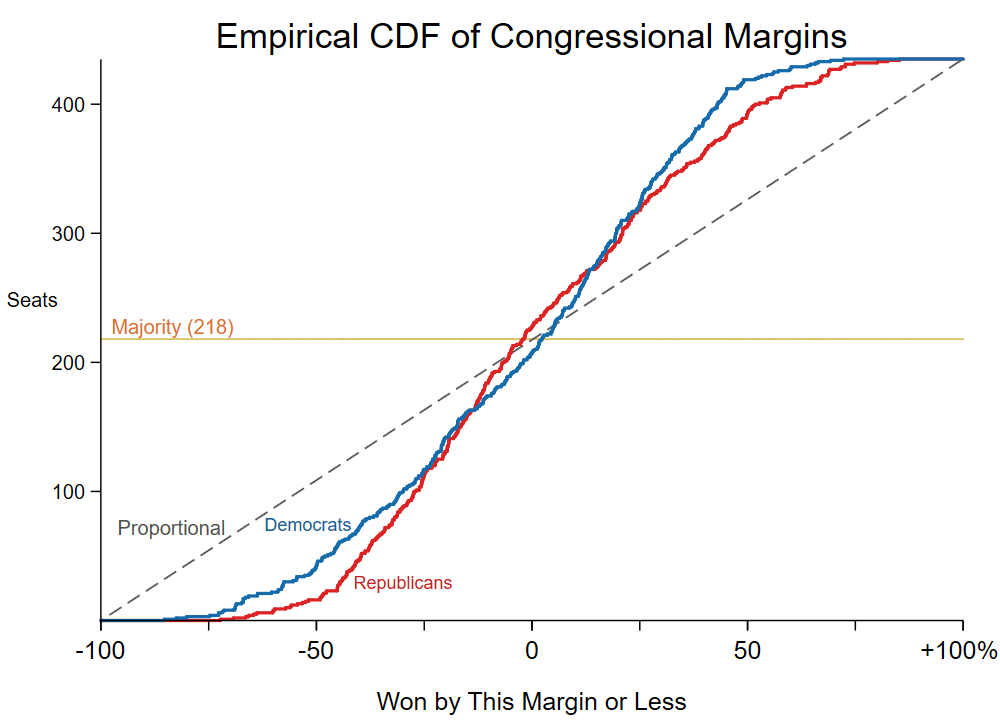 Empirical CDF of Congressional Margins
400
300
Seats
Majority (218)
200
100
Proportional
Democrats
Republicans
-100
-50
0
50
+100%
Won by This Margin or Less